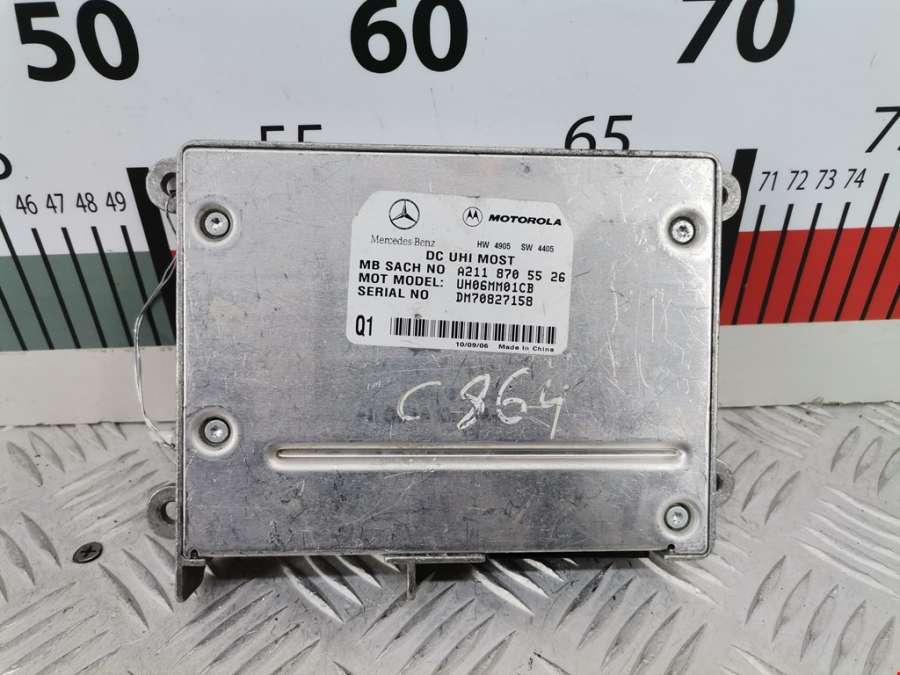 50 60 70
55 65
46 47 48 49
71 72 73 74
Mercedes-Benz
MOTOROLA
HW 4905 SW 4405
DC UHI MOST
MB SACH NO A211 870 55 26
MOT MODEL: UH06MM01CB
SERIAL NO DM7082715B
Q1
10/09/06 Made in China
C 864